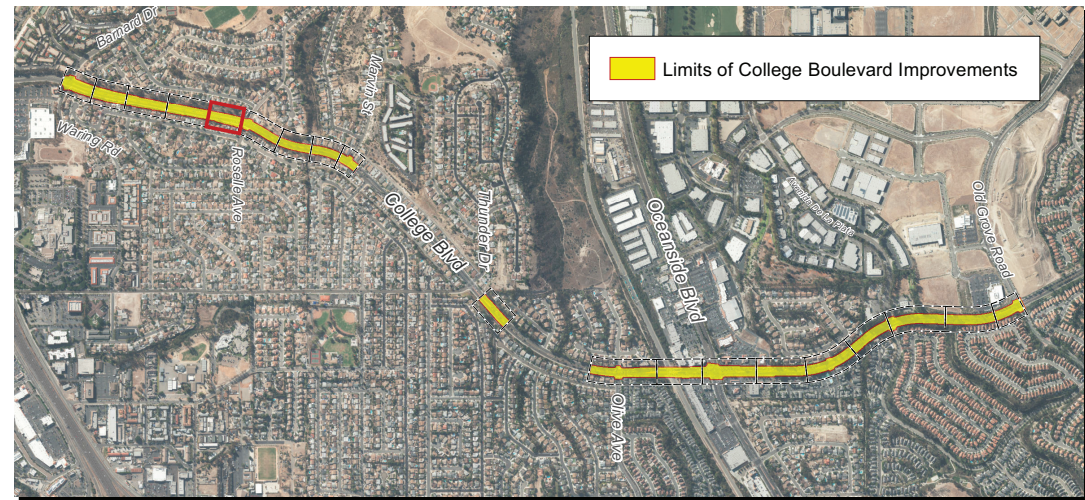 Barnard Dr
Marvin St
Limits of College Boulevard Improvements
Waring Rd
Roselle Ave
College Blvd
Thunder Dr
Oceanside Blvd
Avenida De La Plata
Old Grove Road
Olive Ave